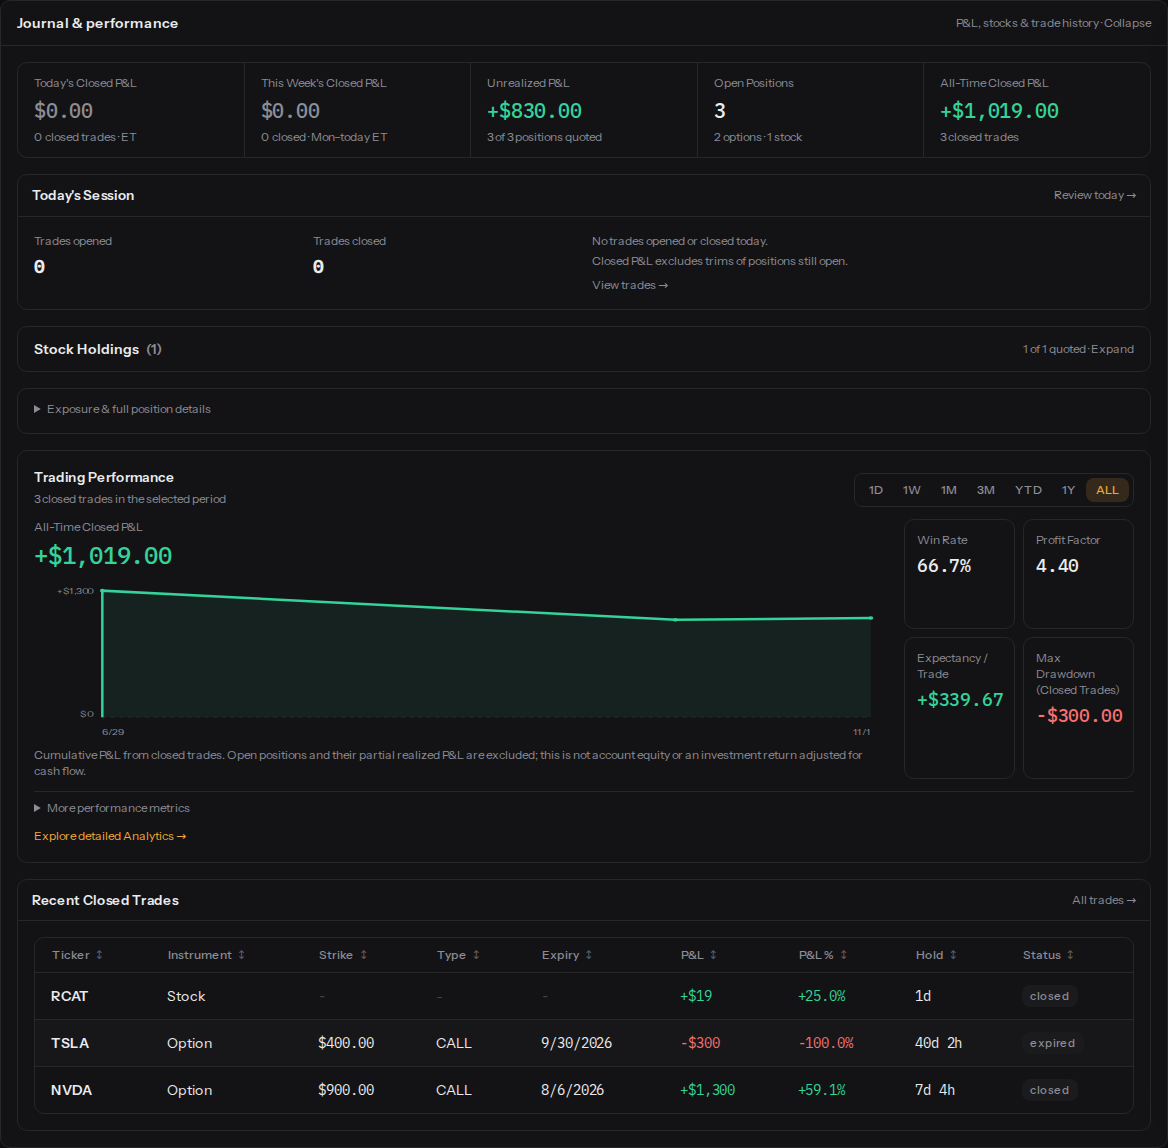 Journal & performance
P&L, stocks & trade history · Collapse
Today's Closed P&L
$0.00
0 closed trades · ET
This Week's Closed P&L
$0.00
0 closed · Mon–today ET
Unrealized P&L
+$830.00
3 of 3 positions quoted
Open Positions
3
2 options · 1 stock
All-Time Closed P&L
+$1,019.00
3 closed trades
Today's Session
Review today →
Trades opened
0
Trades closed
0
No trades opened or closed today.
Closed P&L excludes trims of positions still open.
View trades →
Stock Holdings (1)
1 of 1 quoted · Expand
▶ Exposure & full position details
Trading Performance
3 closed trades in the selected period
1D 1W 1M 3M YTD 1Y ALL
All-Time Closed P&L
+$1,019.00
+$1,300
$0
6/29
11/1
Win Rate
66.7%
Profit Factor
4.40
Expectancy /
Trade
+$339.67
Max
Drawdown
(Closed Trades)
-$300.00
Cumulative P&L from closed trades. Open positions and their partial realized P&L are excluded; this is not account equity or an investment return adjusted for
cash flow.
▶ More performance metrics
Explore detailed Analytics →
Recent Closed Trades
All trades →
Ticker ↕ Instrument ↕ Strike ↕ Type ↕ Expiry ↕ P&L ↕ P&L % ↕ Hold ↕ Status ↕
RCAT Stock - - - +$19 +25.0% 1d closed
TSLA Option $400.00 CALL 9/30/2026 -$300 -100.0% 40d 2h expired
NVDA Option $900.00 CALL 8/6/2026 +$1,300 +59.1% 7d 4h closed